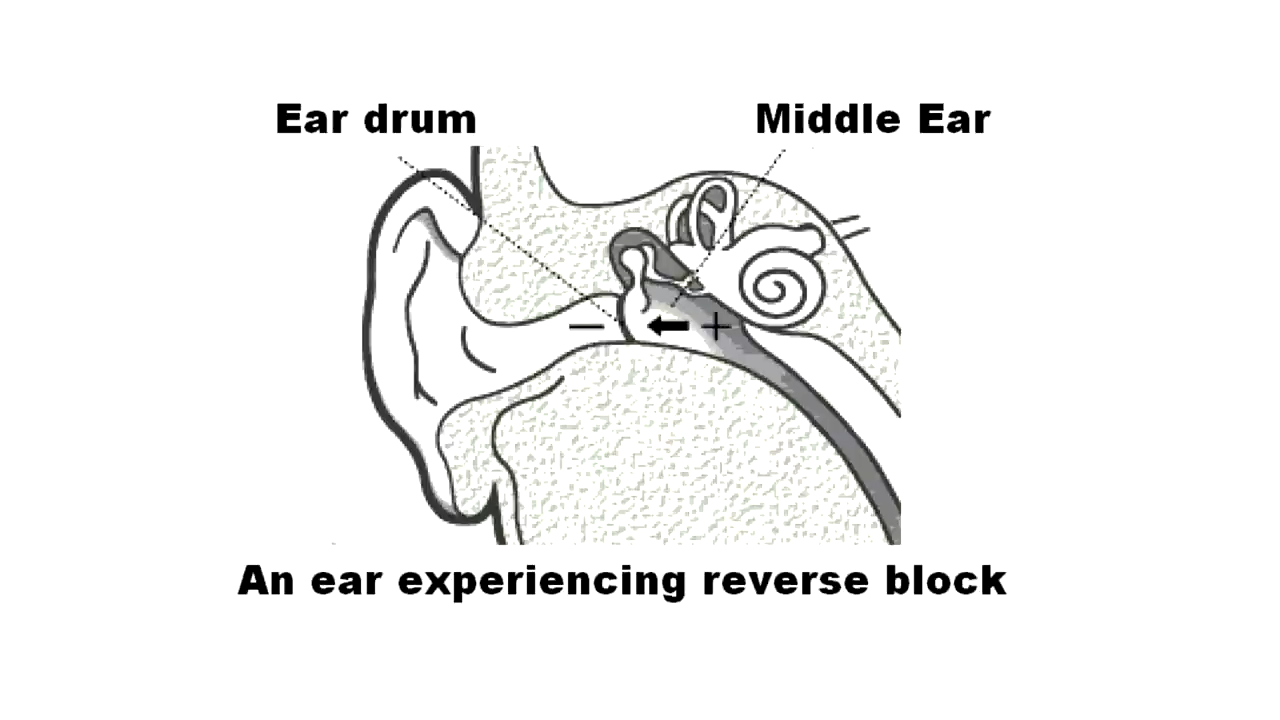 Ear drum
Middle Ear
— ← +
An ear experiencing reverse block